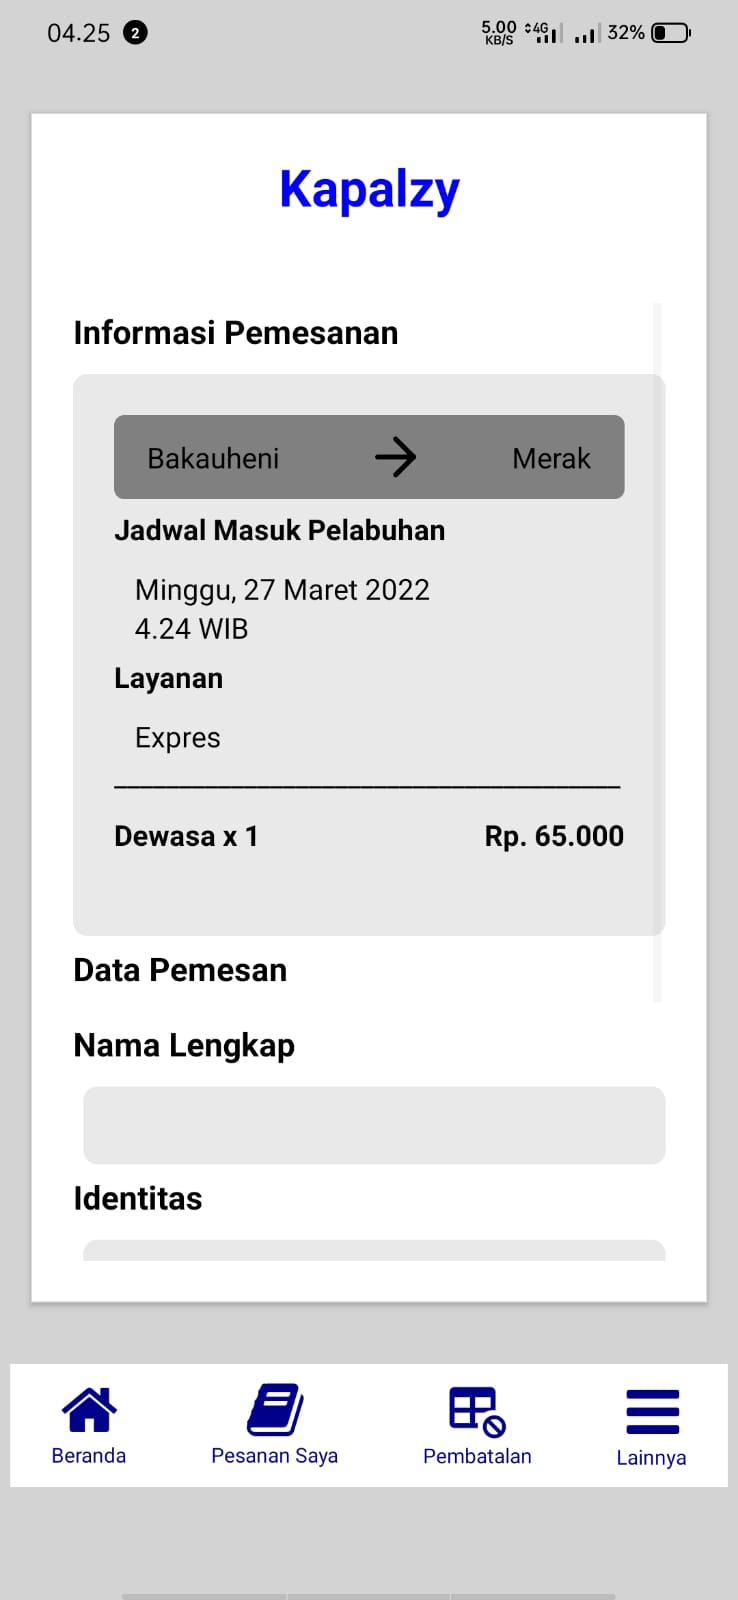 04.25 2 5.00 KB/S 4G 32%
Kapalzy
Informasi Pemesanan
Bakauheni Merak
Jadwal Masuk Pelabuhan
Minggu, 27 Maret 2022
4.24 WIB
Layanan
Expres
Dewasa x 1 Rp. 65.000
Data Pemesan
Nama Lengkap
Identitas
Beranda Pesanan Saya Pembatalan Lainnya